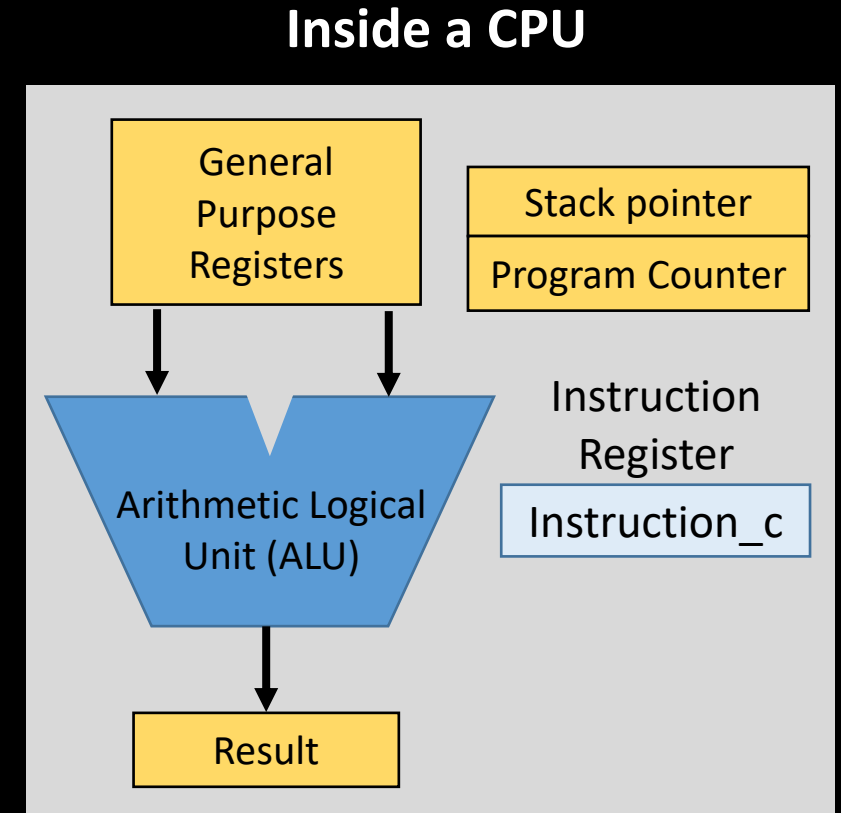 Inside a CPU
General
Purpose
Registers
Stack pointer
Program Counter
Instruction
Register
Instruction_c
Arithmetic Logical
Unit (ALU)
Result